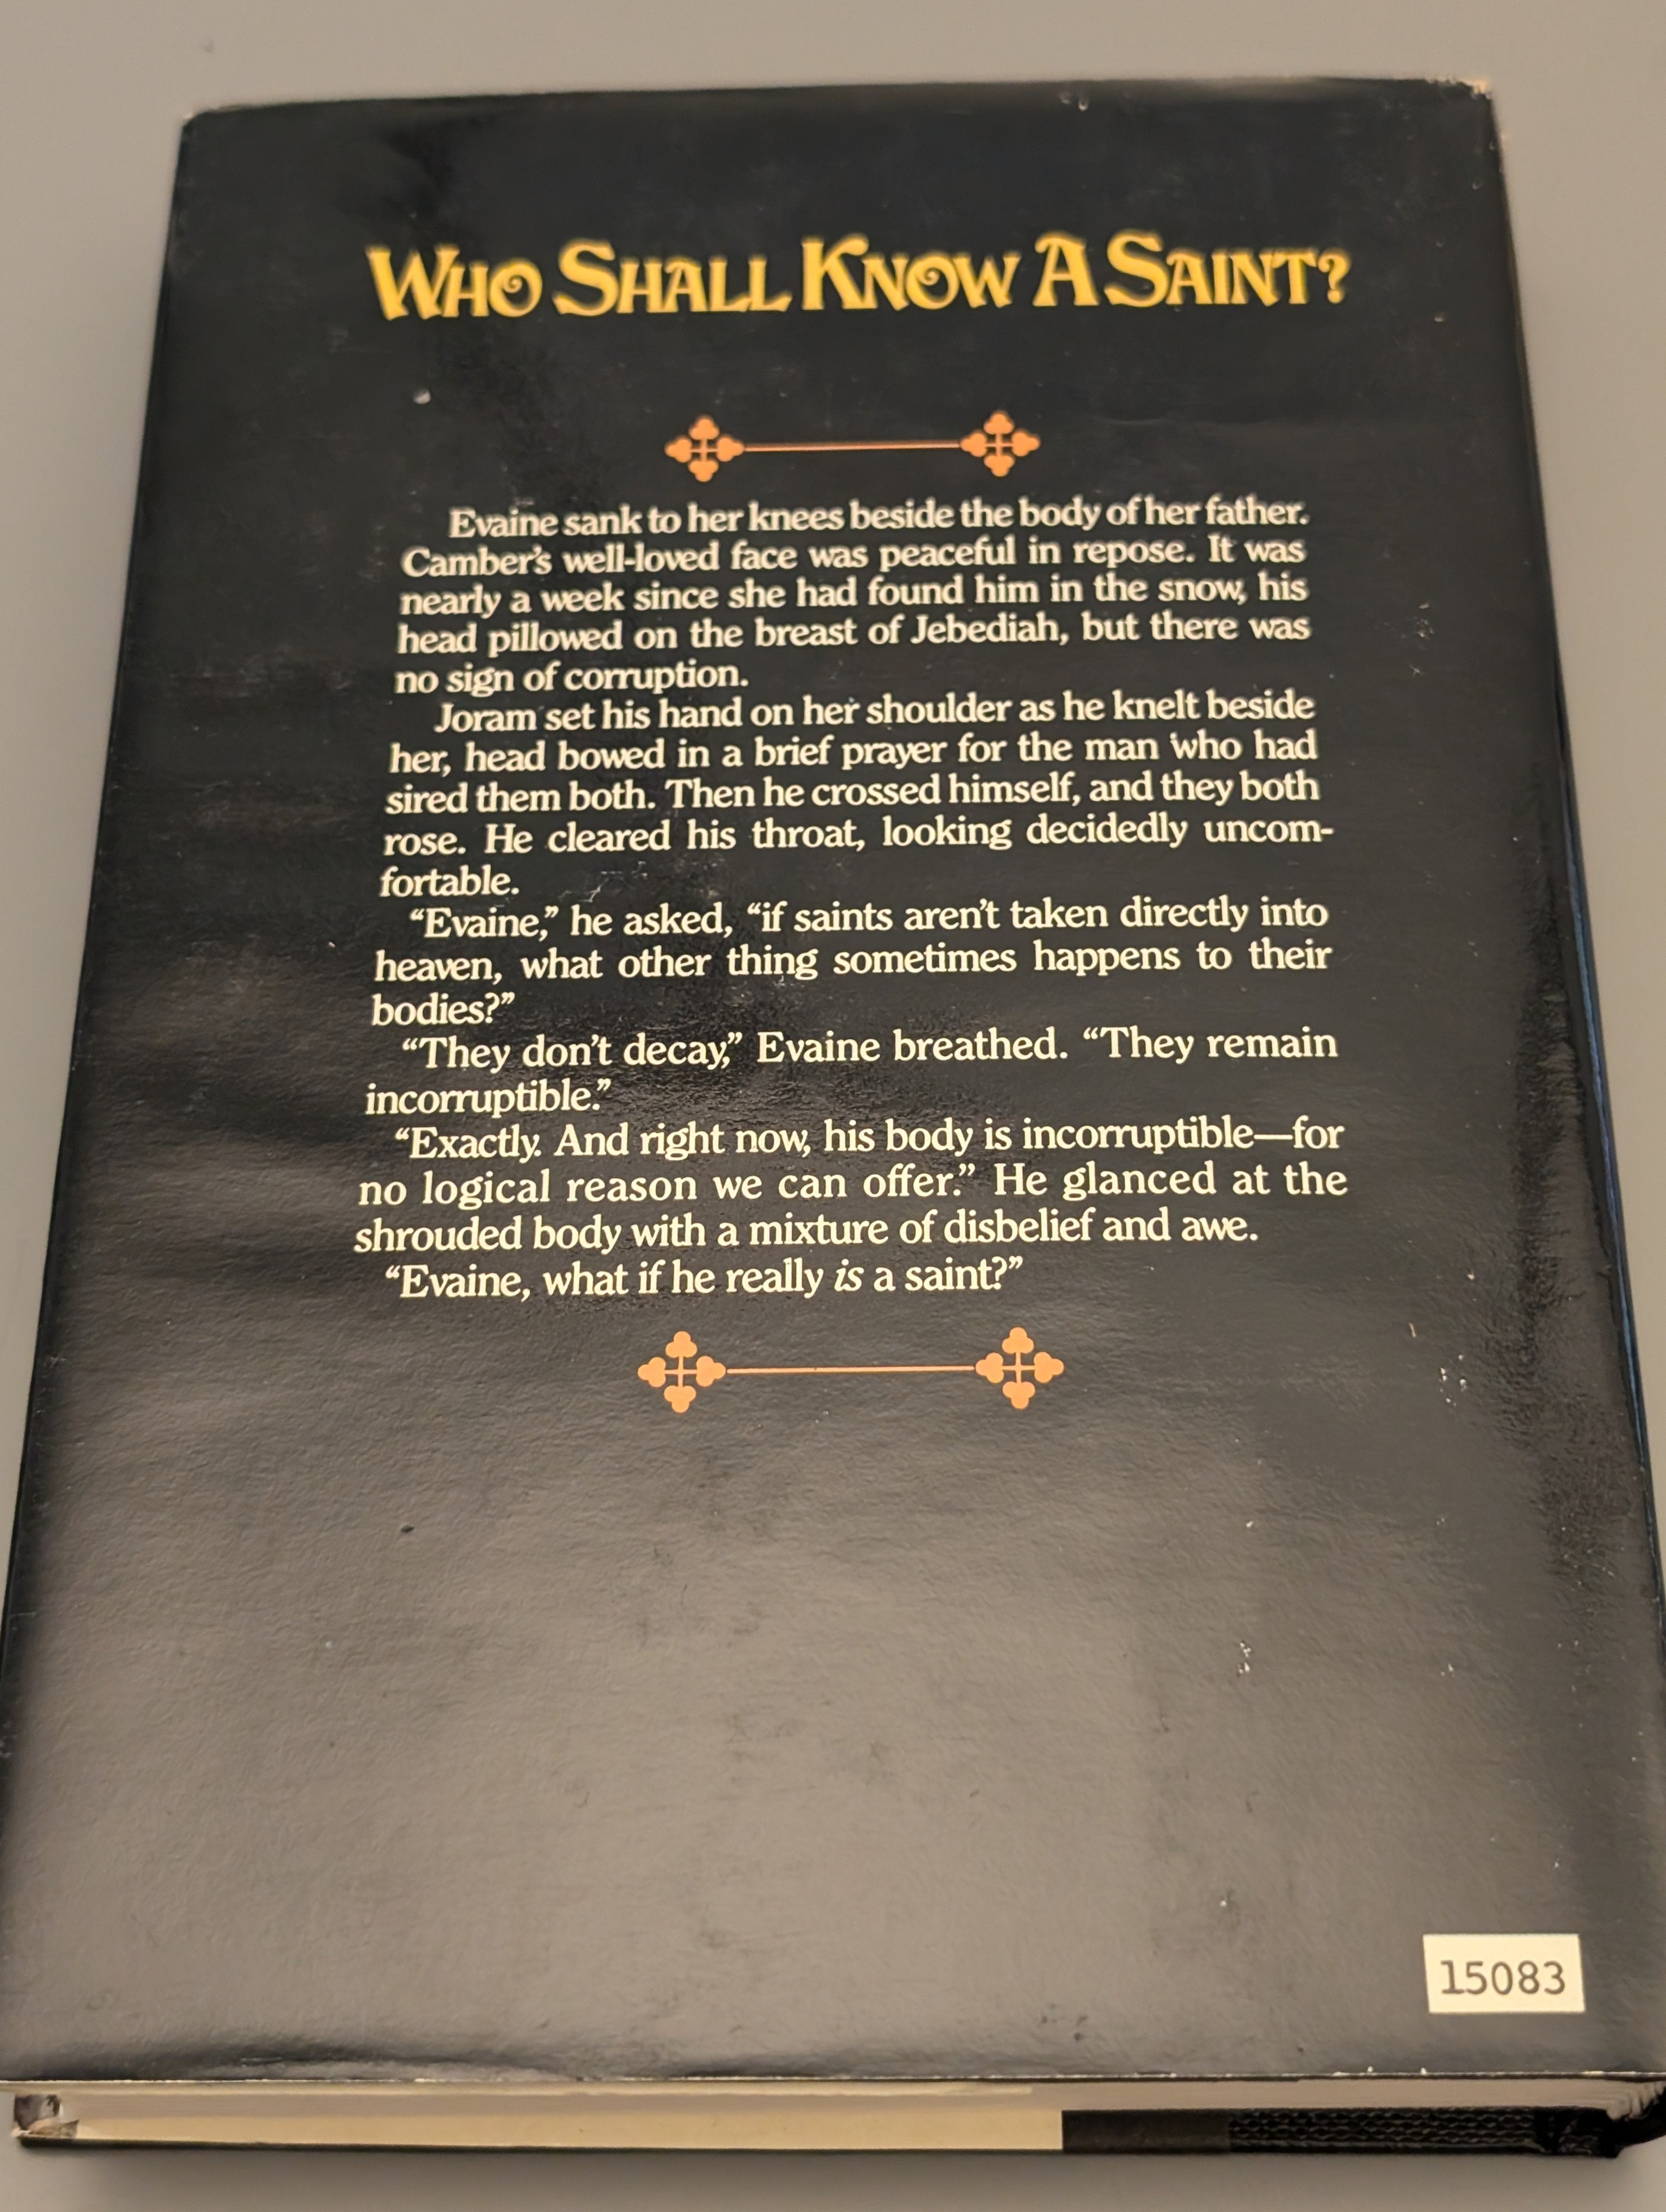 WHO SHALL KNOW A SAINT?
Evaine sank to her knees beside the body of her father.
Camber's well-loved face was peaceful in repose. It was
nearly a week since she had found him in the snow, his
head pillowed on the breast of Jebediah, but there was
no sign of corruption.
Joram set his hand on her shoulder as he knelt beside
her, head bowed in a brief prayer for the man who had
sired them both. Then he crossed himself, and they both
rose. He cleared his throat, looking decidedly uncom-
fortable.
“Evaine,” he asked, “if saints aren't taken directly into
heaven, what other thing sometimes happens to their
bodies?”
“They don't decay,” Evaine breathed. “They remain
incorruptible.”
“Exactly. And right now, his body is incorruptible—for
no logical reason we can offer.” He glanced at the
shrouded body with a mixture of disbelief and awe.
“Evaine, what if he really is a saint?”
15083